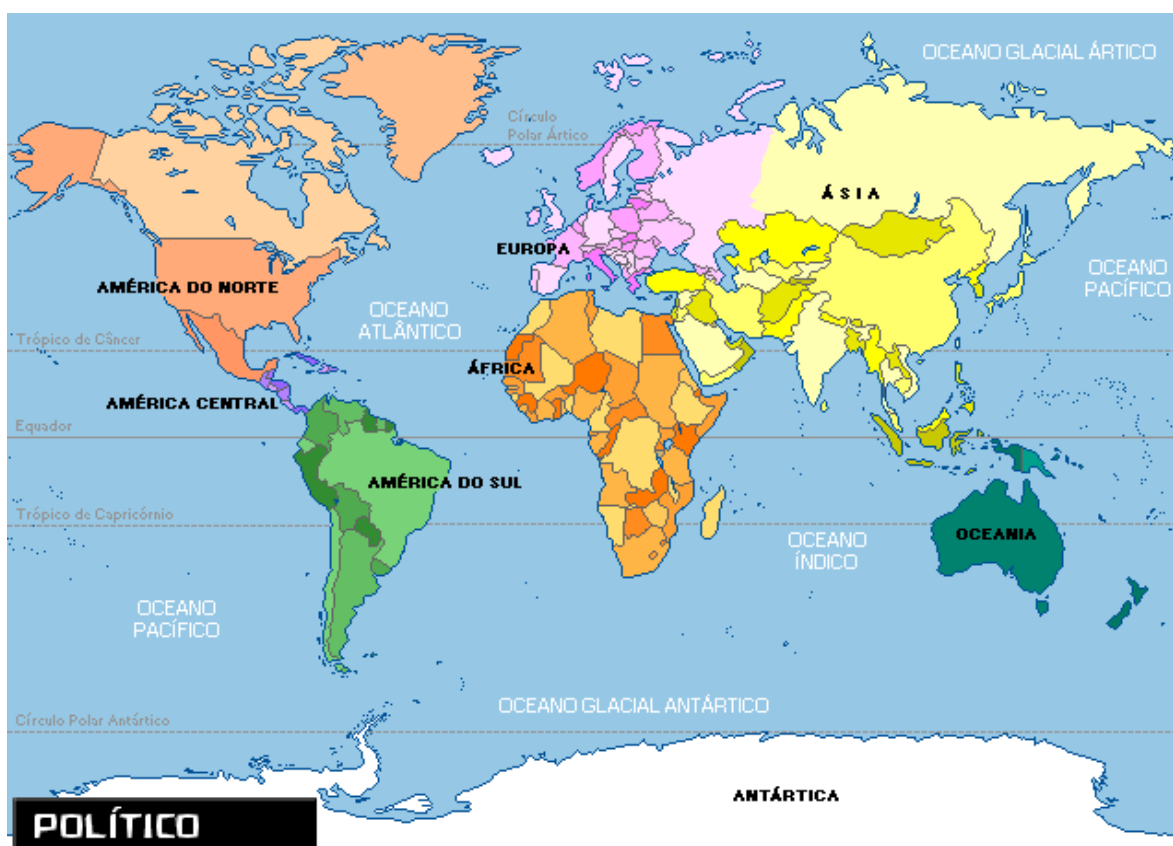 OCEANO GLACIAL ÁRTICO
Círculo
Polar Ártico
ÁSIA
EUROPA
OCEANO
PACÍFICO
AMÉRICA DO NORTE
OCEANO
ATLÂNTICO
Trópico de Câncer
ÁFRICA
AMÉRICA CENTRAL
Equador
AMÉRICA DO SUL
Trópico de Capricórnio
OCEANIA
OCEANO
ÍNDICO
OCEANO
PACÍFICO
OCEANO GLACIAL ANTÁRTICO
Círculo Polar Antártico
ANTÁRTICA
POLÍTICO